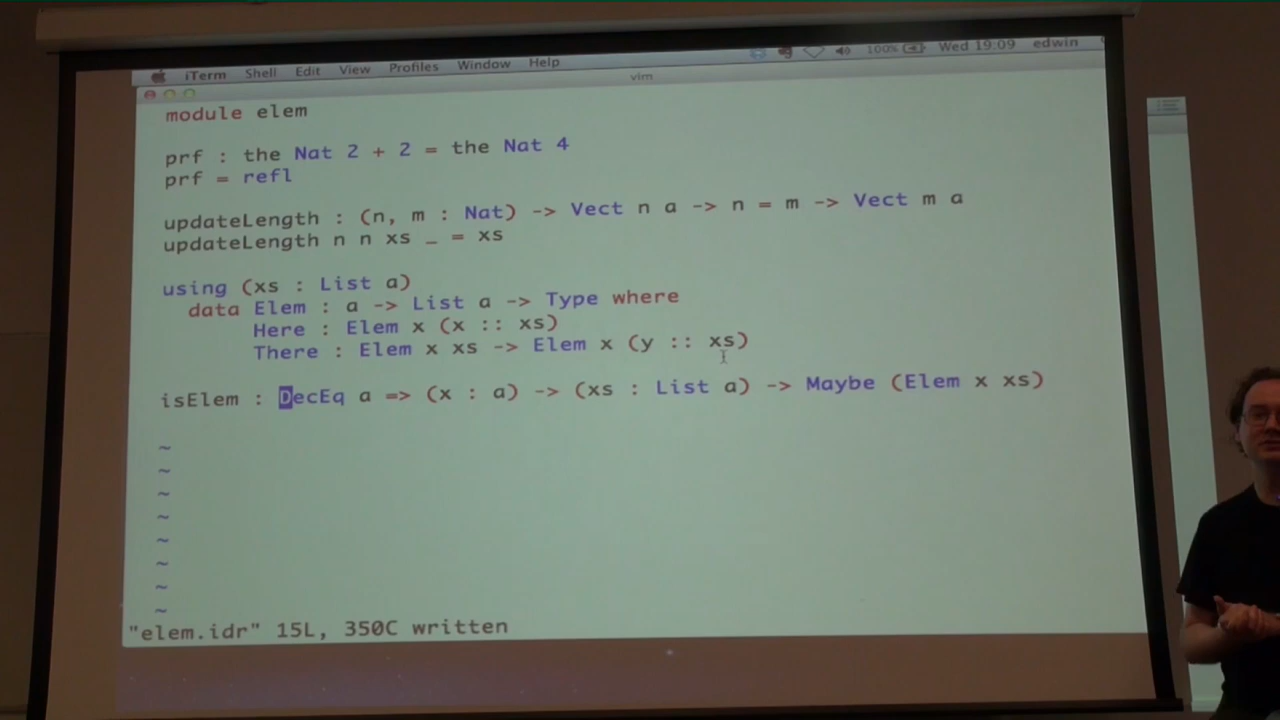 iTerm Shell Edit View Profiles Window Help 100% Wed 19:09 edwin
vim
module elem
prf : the Nat 2 + 2 = the Nat 4
prf = refl
updateLength : (n, m : Nat) -> Vect n a -> n = m -> Vect m a
updateLength n n xs _ = xs
using (xs : List a)
data Elem : a -> List a -> Type where
Here : Elem x (x :: xs)
There : Elem x xs -> Elem x (y :: xs)
isElem : DecEq a => (x : a) -> (xs : List a) -> Maybe (Elem x xs)
~
~
~
~
~
~
~
~
"elem.idr" 15L, 350C written